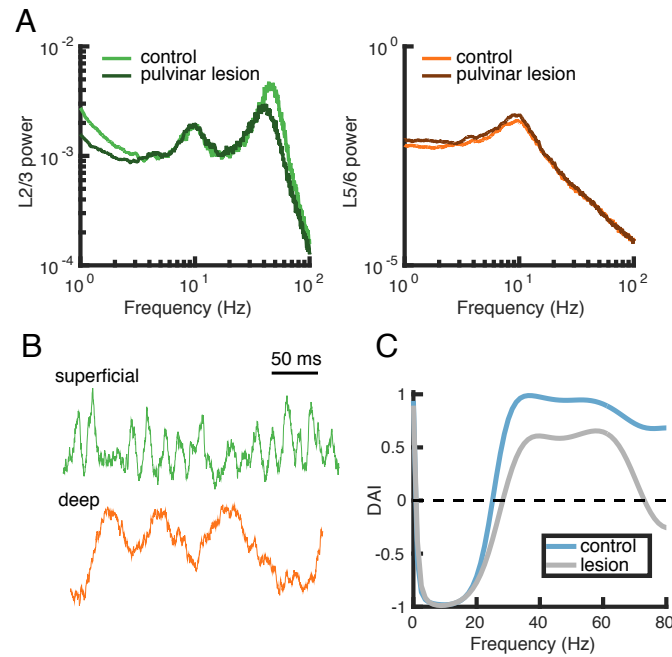 A
control
pulvinar lesion
L2/3 power
10^-2
10^-3
10^-4
10^0 10^1 10^2
Frequency (Hz)
control
pulvinar lesion
L5/6 power
10^0
10^-5
10^0 10^1 10^2
Frequency (Hz)
B
50 ms
superficial
deep
C
DAI
1
0.5
0
-0.5
-1
control
lesion
0 20 40 60 80
Frequency (Hz)